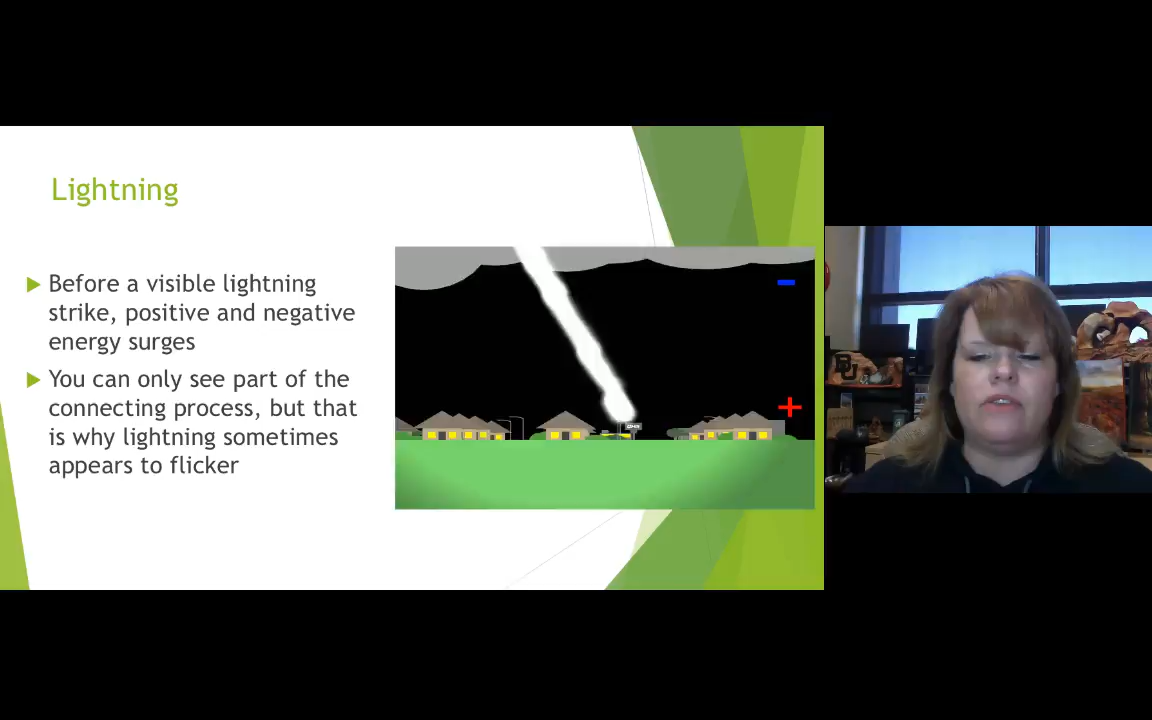 Lightning
Before a visible lightning
strike, positive and negative
energy surges
You can only see part of the
connecting process, but that
is why lightning sometimes
appears to flicker
-
+
BU